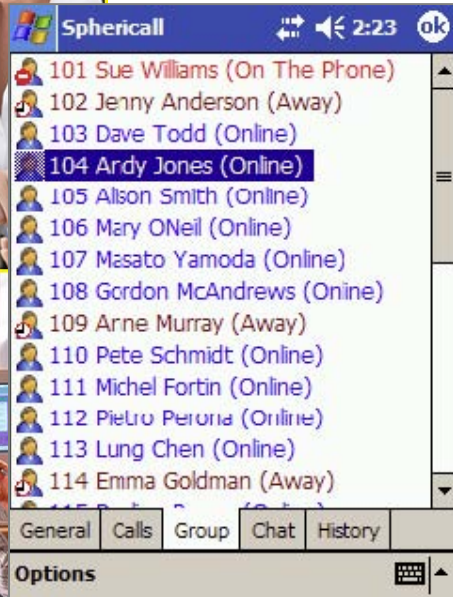 Sphericall 2:23 ok
101 Sue Williams (On The Phone)
102 Jenny Anderson (Away)
103 Dave Todd (Online)
104 Andy Jones (Online)
105 Alison Smith (Online)
106 Mary ONeil (Online)
107 Masato Yamoda (Online)
108 Gordon McAndrews (Onine)
109 Anne Murray (Away)
110 Pete Schmidt (Online)
111 Michel Fortin (Online)
112 Pietro Perona (Online)
113 Lung Chen (Online)
114 Emma Goldman (Away)
General Calls Group Chat History
Options